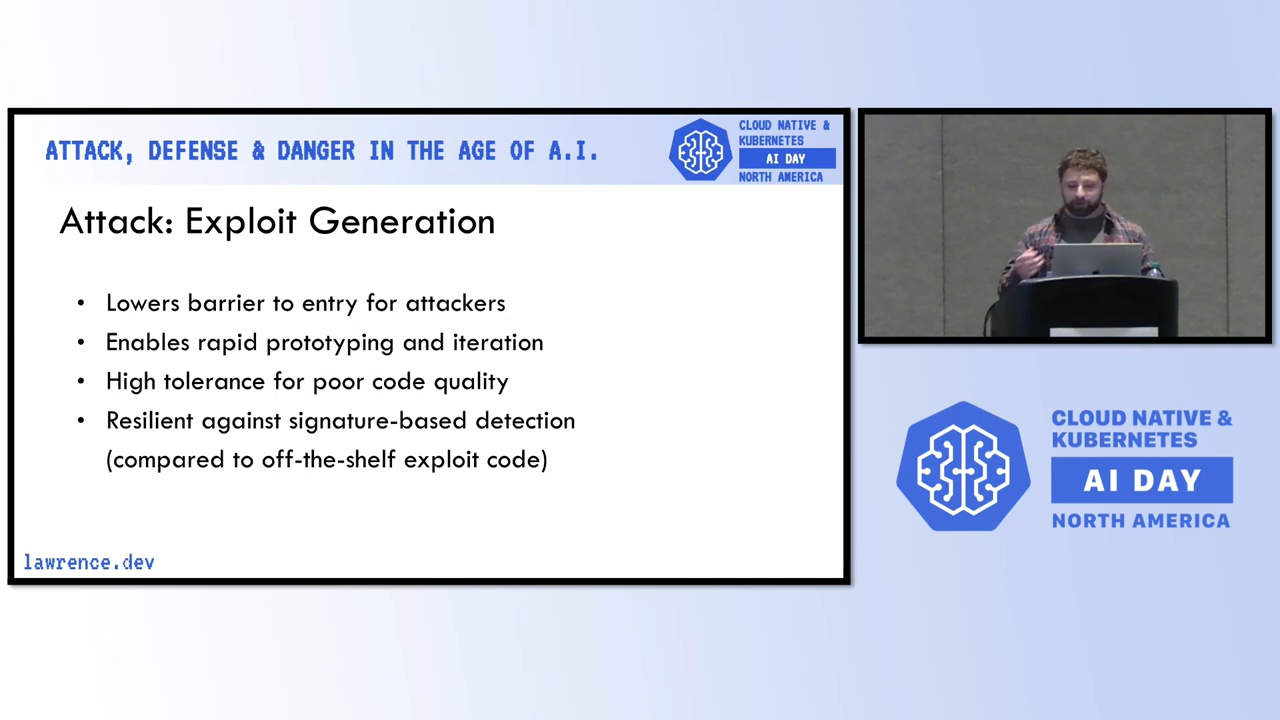 ATTACK, DEFENSE & DANGER IN THE AGE OF A.I.
CLOUD NATIVE &
KUBERNETES
AI DAY
NORTH AMERICA
Attack: Exploit Generation
• Lowers barrier to entry for attackers
• Enables rapid prototyping and iteration
• High tolerance for poor code quality
• Resilient against signature-based detection
(compared to off-the-shelf exploit code)
lawrence.dev
CLOUD NATIVE &
KUBERNETES
AI DAY
NORTH AMERICA